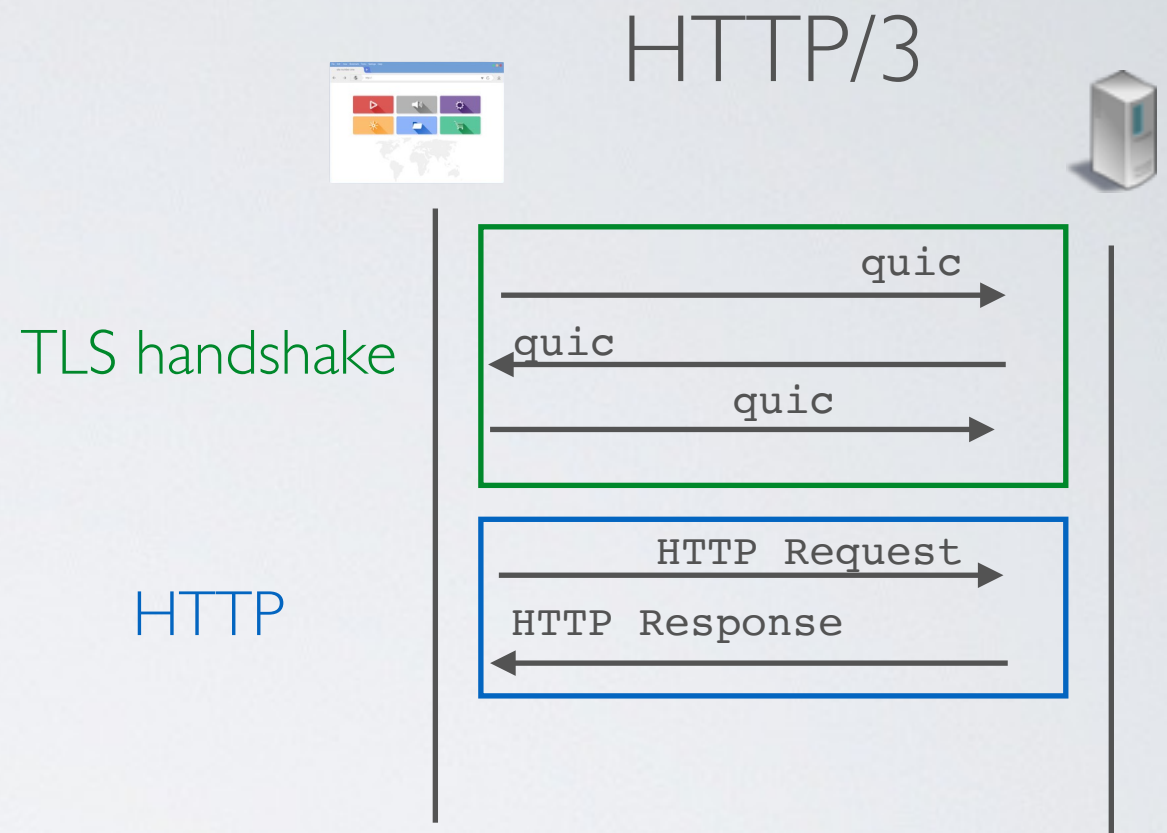 HTTP/3
quic
TLS handshake
quic
quic
HTTP Request
HTTP
HTTP Response